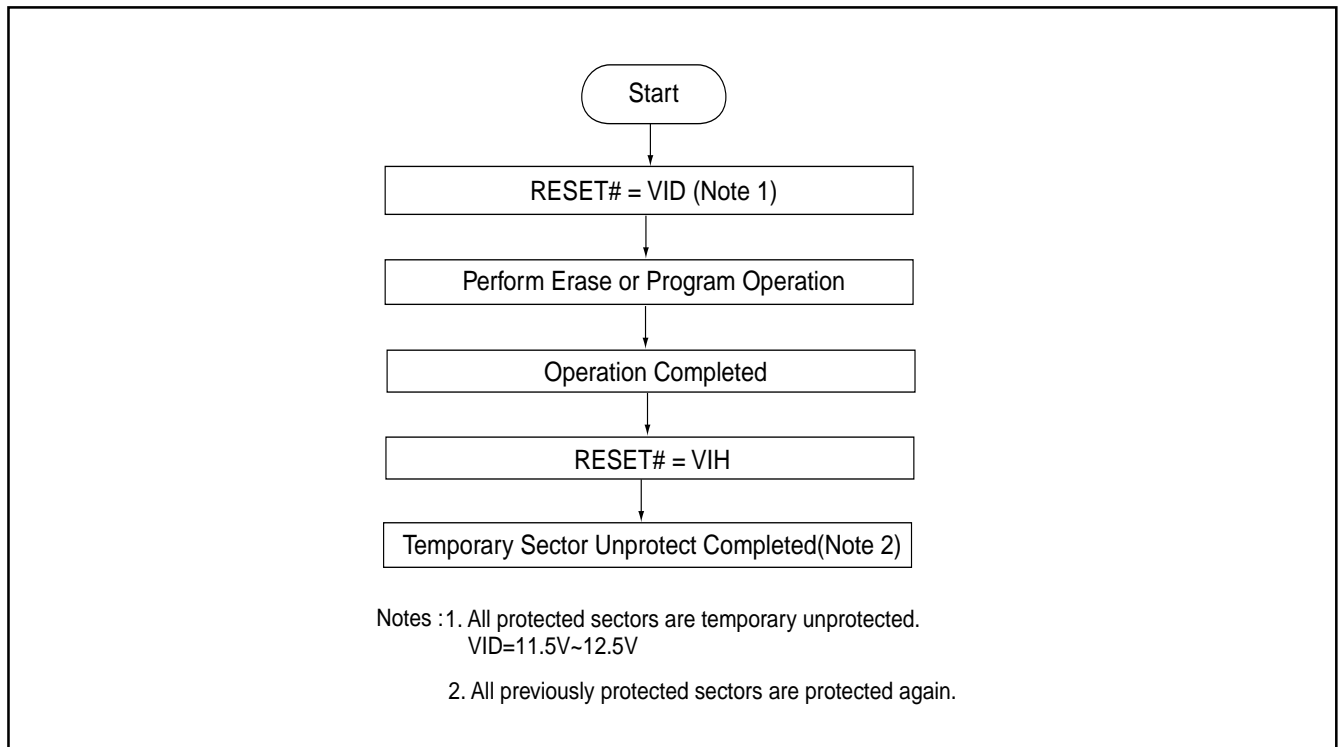 Start
RESET# = VID (Note 1)
Perform Erase or Program Operation
Operation Completed
RESET# = VIH
Temporary Sector Unprotect Completed(Note 2)
Notes :1. All protected sectors are temporary unprotected.
VID=11.5V~12.5V
2. All previously protected sectors are protected again.